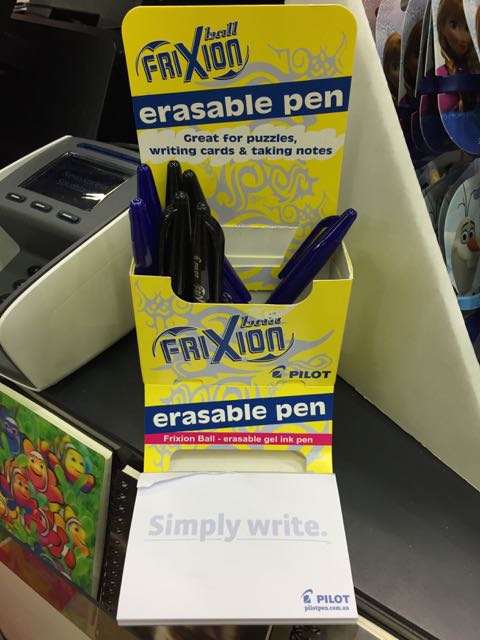 FRIXION ball
erasable pen
Great for puzzles,
writing cards & taking notes
FRIXION ball
PILOT
erasable pen
Frixion Ball - erasable gel ink pen
Simply write.
PILOT
pilotpen.com.au